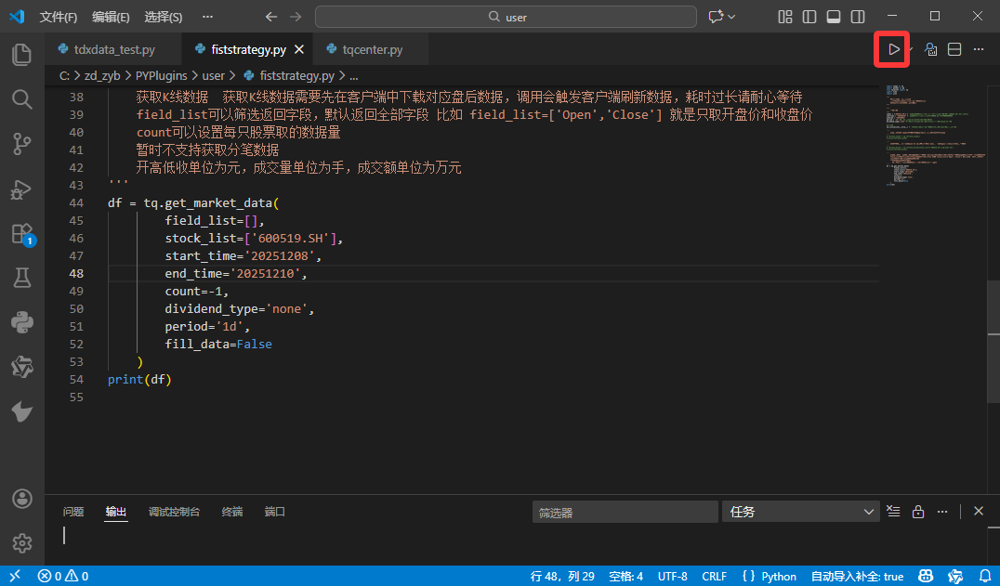 文件(F) 编辑(E) 选择(S) ··· user
tdxdata_test.py fiststrategy.py tqcenter.py
C: > zd_zyb > PYPlugins > user > fiststrategy.py > ...
38 获取K线数据 获取K线数据需要先在客户端中下载对应盘后数据，调用会触发客户端刷新数据，耗时过长请耐心等待
39 field_list可以筛选返回字段，默认返回全部字段 比如 field_list=['Open','Close'] 就是只取开盘价和收盘价
40 count可以设置每只股票取的数据量
41 暂时不支持获取分笔数据
42 开高低收单位为元，成交量单位为手，成交额单位为万元
43 '''
44 df = tq.get_market_data(
45 field_list=[],
46 stock_list=['600519.SH'],
47 start_time='20251208',
48 end_time='20251210',
49 count=-1,
50 dividend_type='none',
51 period='1d',
52 fill_data=False
53 )
54 print(df)
55
问题 输出 调试控制台 终端 端口 筛选器 任务
0 0 行 48，列 29 空格: 4 UTF-8 CRLF { } Python 自动导入补全: true
1